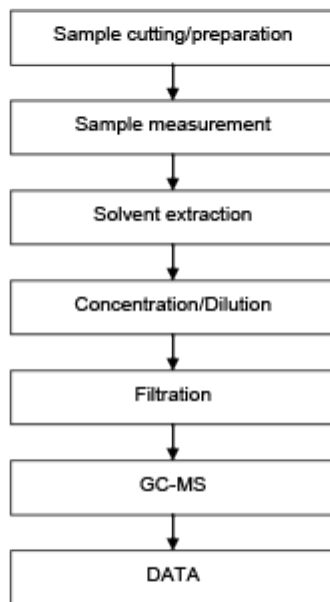 Sample cutting/preparation
Sample measurement
Solvent extraction
Concentration/Dilution
Filtration
GC-MS
DATA